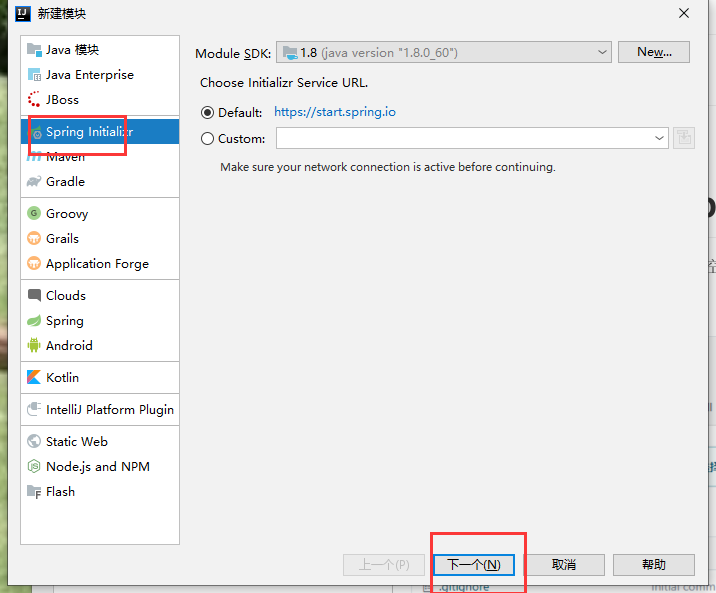 新建模块
Java 模块
Java Enterprise
JBoss
Spring Initializr
Maven
Gradle
Groovy
Grails
Application Forge
Clouds
Spring
Android
Kotlin
IntelliJ Platform Plugin
Static Web
Node.js and NPM
Flash
Module SDK: 1.8 (java version "1.8.0_60") New...
Choose Initializr Service URL.
Default: https://start.spring.io
Custom:
Make sure your network connection is active before continuing.
上一个(P) 下一个(N) 取消 帮助
.gitignore